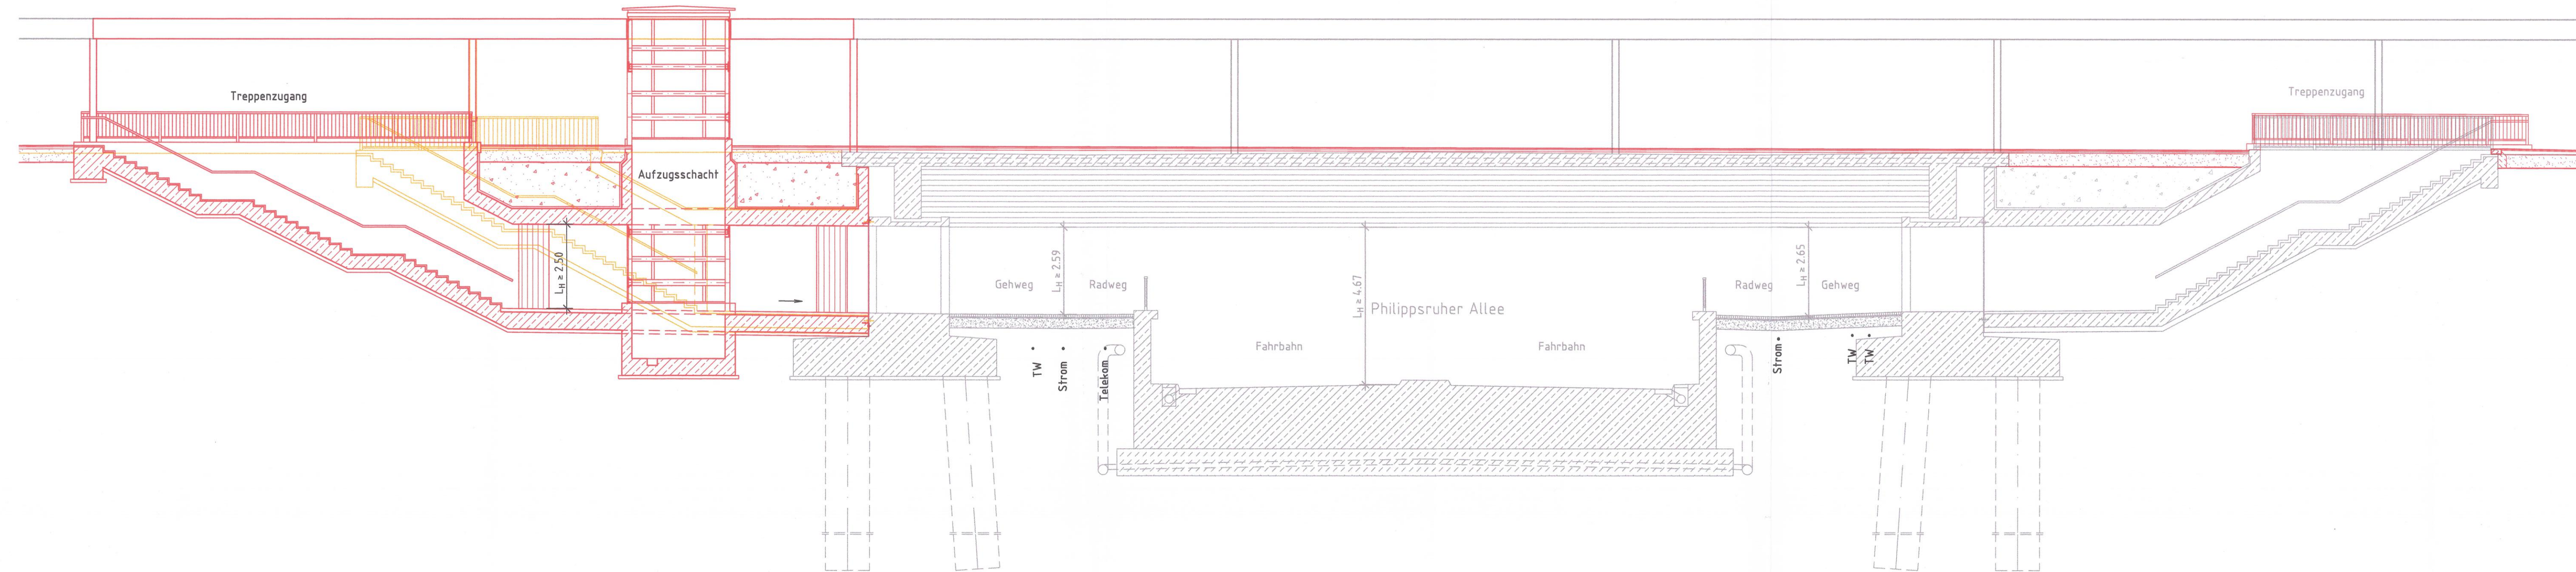 Treppenzugang
Treppenzugang
Aufzugsschacht
LH ≥ 2.50
Gehweg
LH ≥ 2.59
Radweg
LH ≥ 4.67
Philippsruher Allee
Radweg
LH ≥ 2.65
Gehweg
Fahrbahn
Fahrbahn
TW
Strom
Telekom
Strom
TW
TW